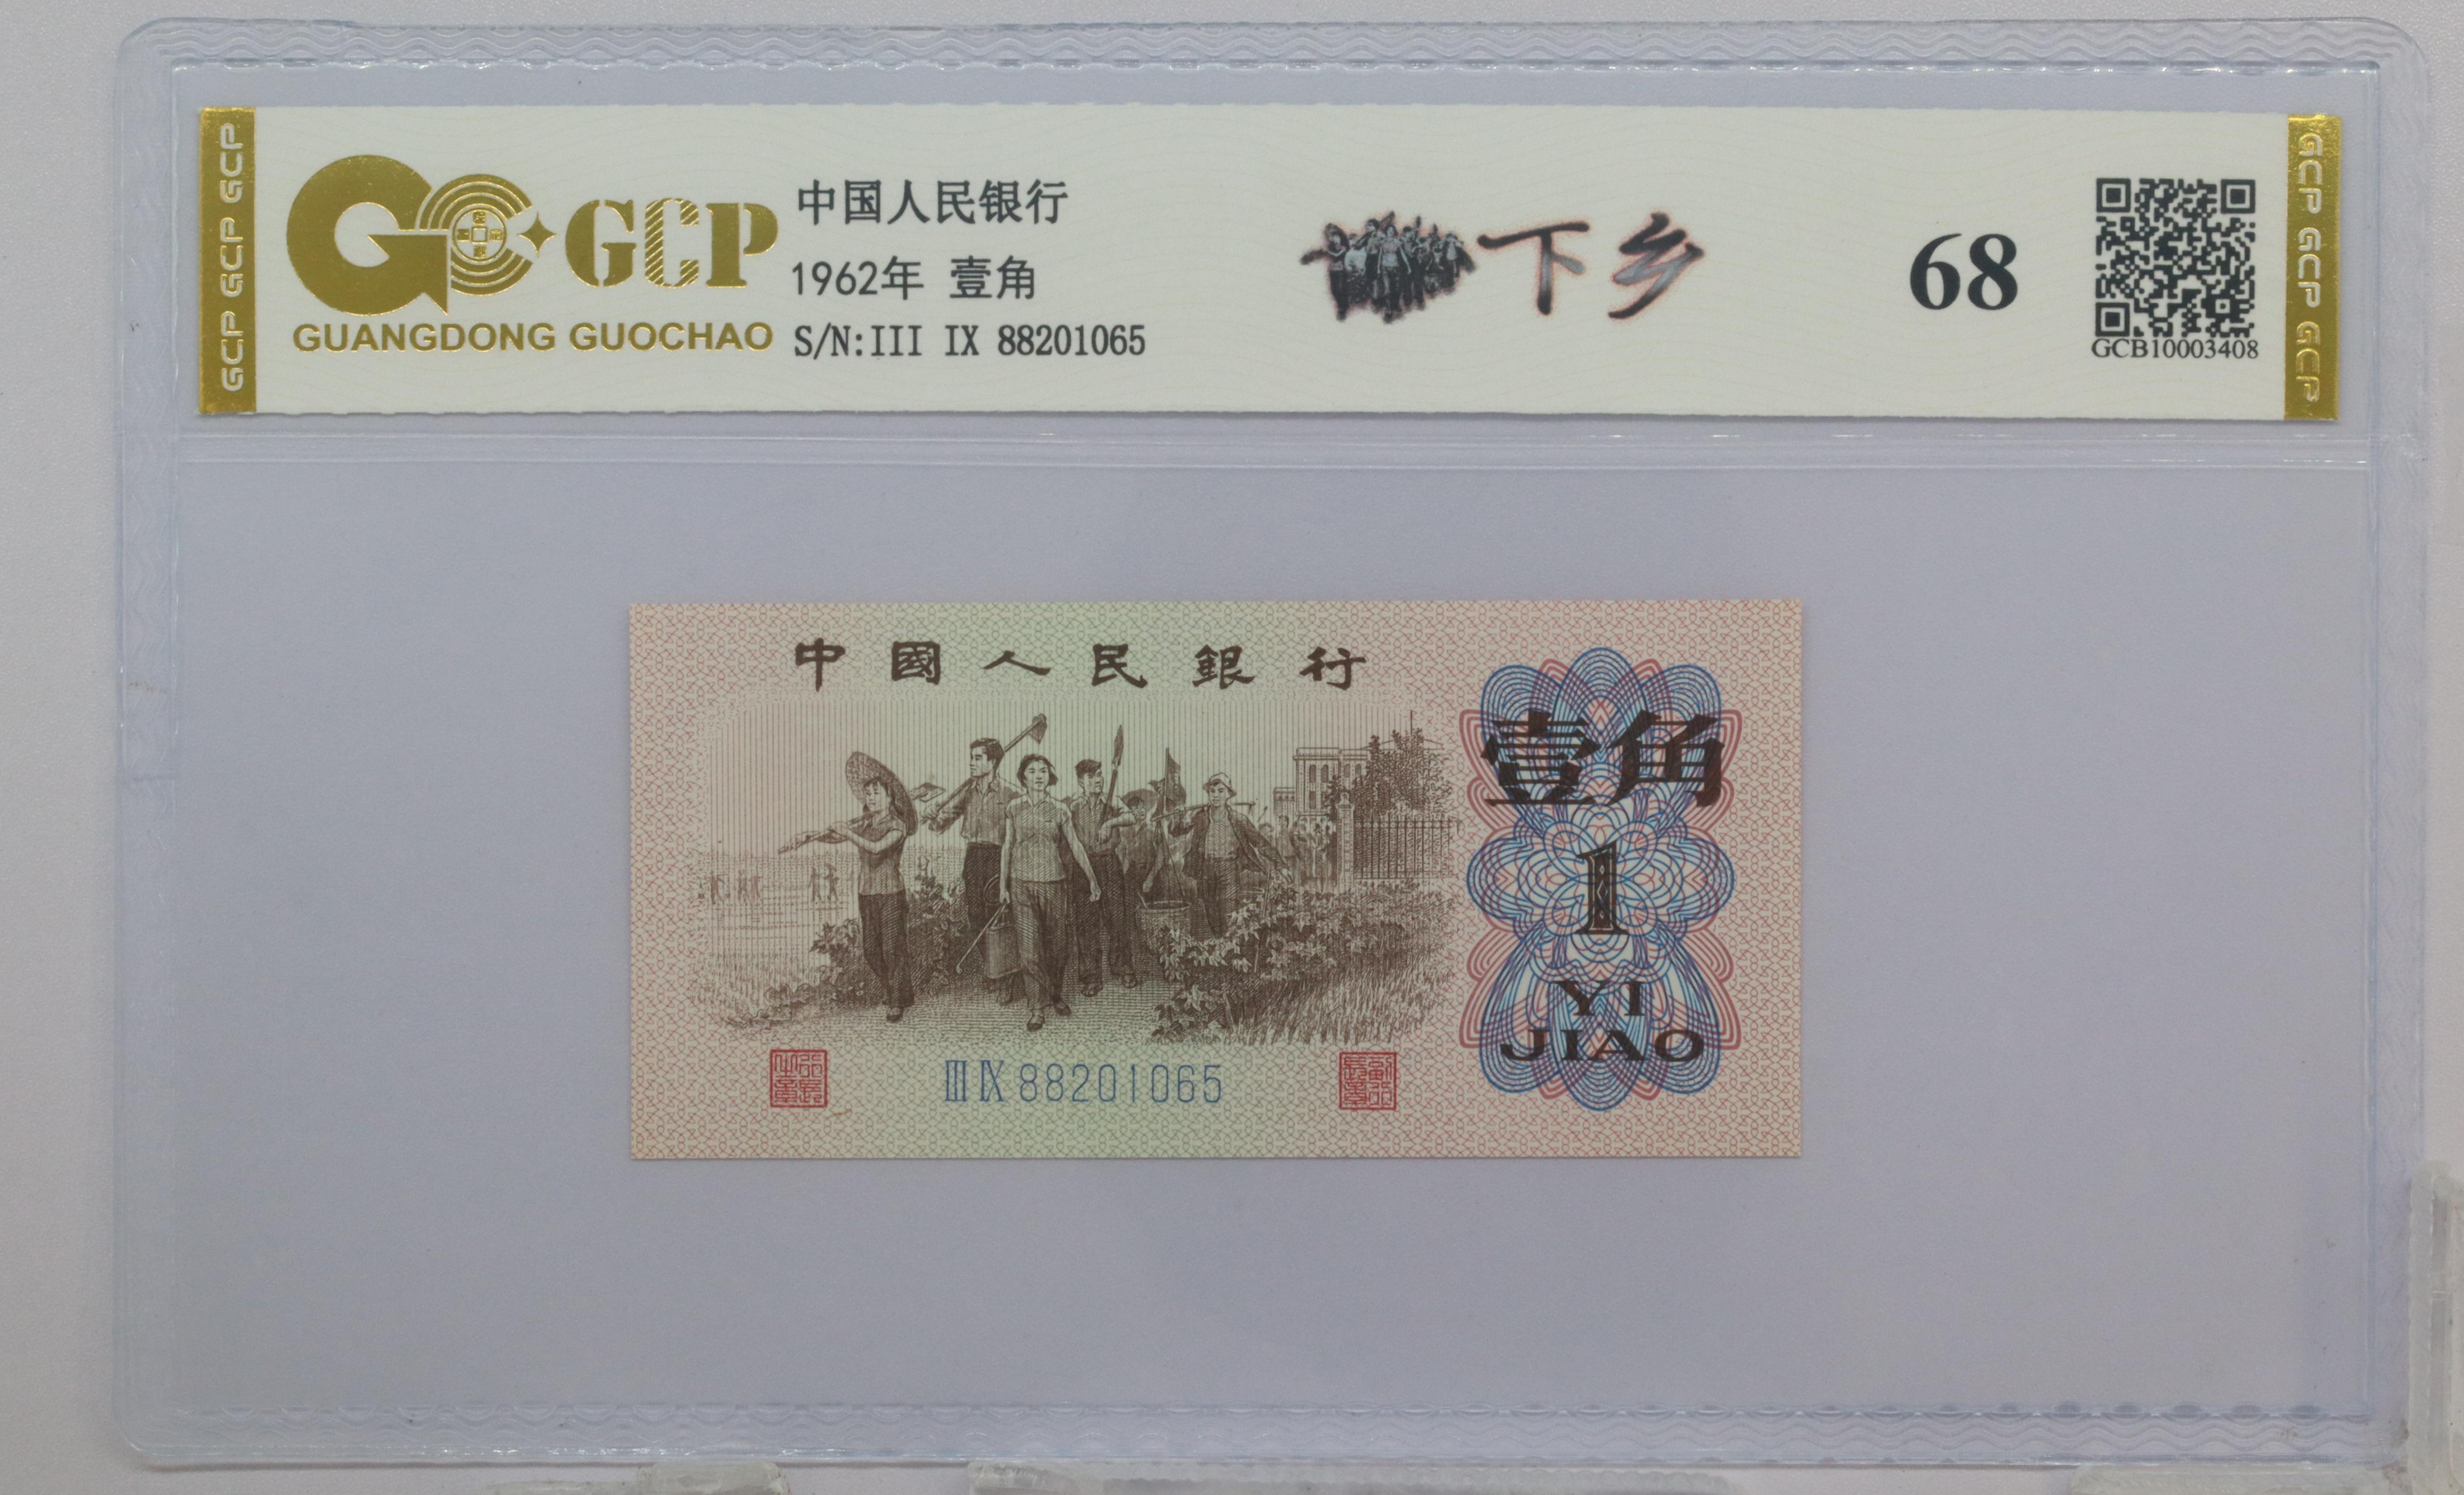 GCP GCP GCP
GCP
GUANGDONG GUOCHAO
中国人民银行
1962年 壹角
S/N:III IX 88201065
下乡
68
GCB10003408
GCP GCP GCP
中國人民銀行
壹角
1
YI
JIAO
III IX 88201065